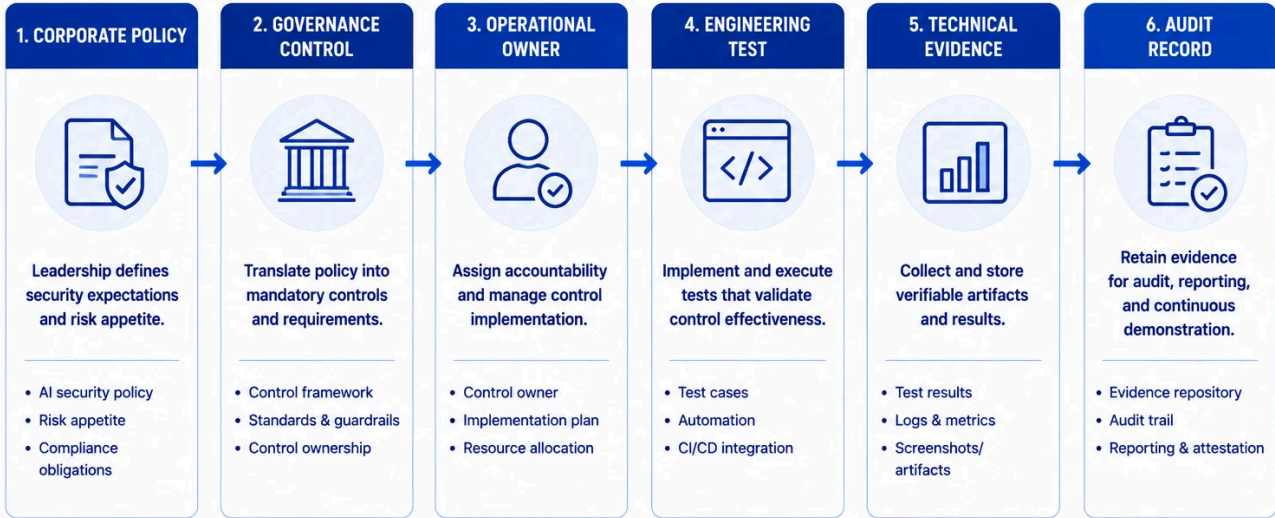 1. CORPORATE POLICY
Leadership defines
security expectations
and risk appetite.
• AI security policy
• Risk appetite
• Compliance
obligations
2. GOVERNANCE
CONTROL
Translate policy into
mandatory controls
and requirements.
• Control framework
• Standards & guardrails
• Control ownership
3. OPERATIONAL
OWNER
Assign accountability
and manage control
implementation.
• Control owner
• Implementation plan
• Resource allocation
4. ENGINEERING
TEST
</>
Implement and execute
tests that validate
control effectiveness.
• Test cases
• Automation
• CI/CD integration
5. TECHNICAL
EVIDENCE
Collect and store
verifiable artifacts
and results.
• Test results
• Logs & metrics
• Screenshots/
artifacts
6. AUDIT
RECORD
Retain evidence
for audit, reporting,
and continuous
demonstration.
• Evidence repository
• Audit trail
• Reporting & attestation